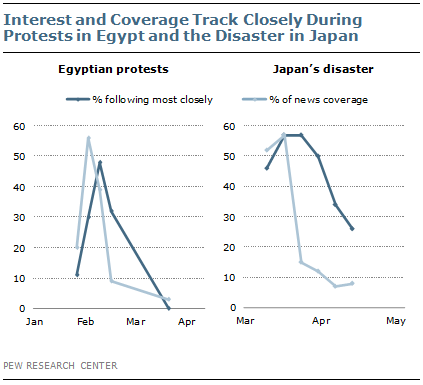 Interest and Coverage Track Closely During
Protests in Egypt and the Disaster in Japan
Egyptian protests
Japan's disaster
% following most closely
% of news coverage
60
50
40
30
20
10
0
Jan
Feb
Mar
Apr
60
50
40
30
20
10
0
Mar
Apr
May
PEW RESEARCH CENTER